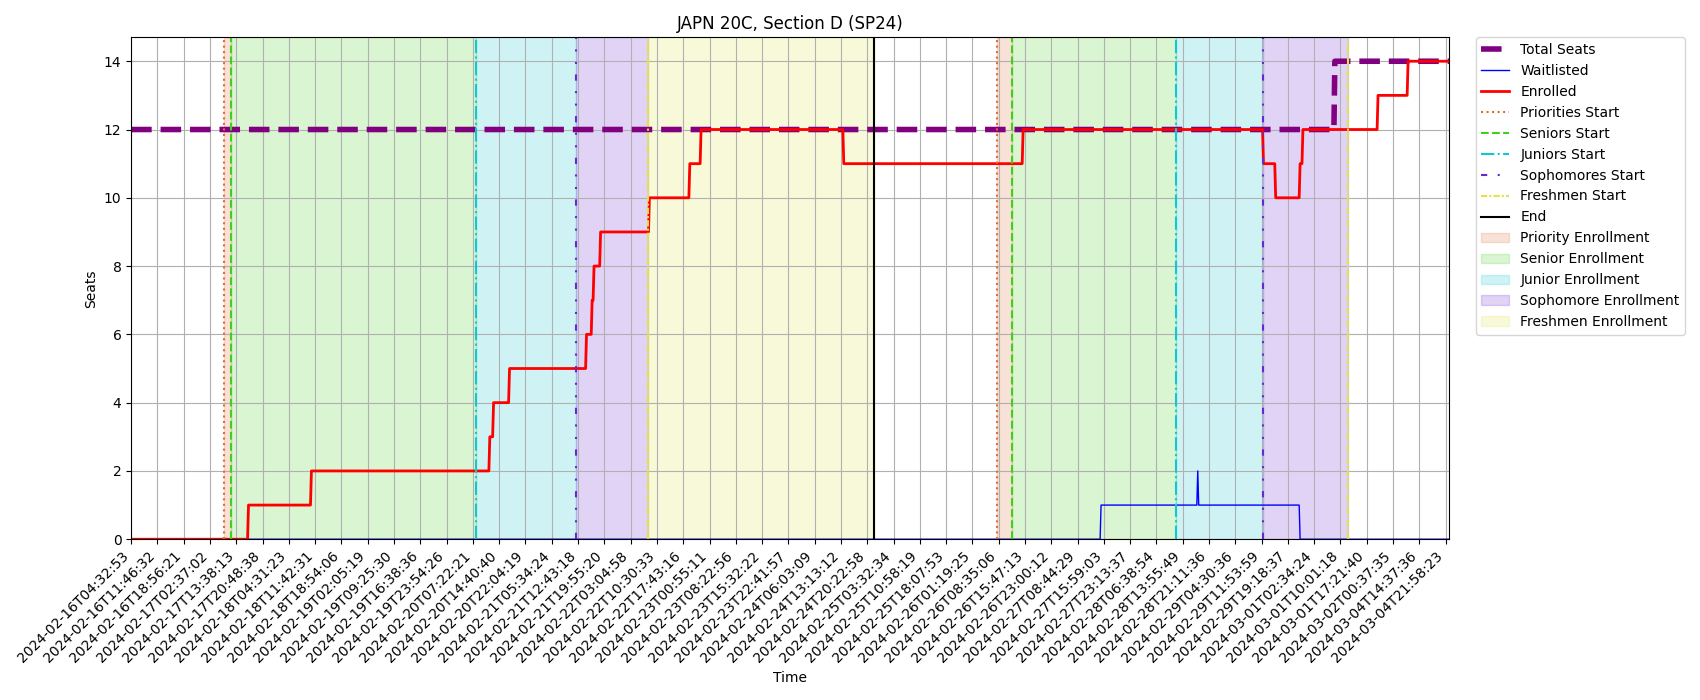 JAPN 20C, Section D (SP24)
Seats
14
12
10
8
6
4
2
0
2024-02-16T04:32:53
2024-02-16T11:46:32
2024-02-16T18:56:21
2024-02-17T02:37:02
2024-02-17T13:38:13
2024-02-17T20:48:38
2024-02-18T04:31:23
2024-02-18T11:42:31
2024-02-18T18:54:06
2024-02-19T02:05:19
2024-02-19T09:25:30
2024-02-19T16:38:36
2024-02-19T23:54:26
2024-02-20T07:22:21
2024-02-20T14:40:40
2024-02-20T22:04:19
2024-02-21T05:34:24
2024-02-21T12:43:18
2024-02-21T19:55:20
2024-02-22T03:04:58
2024-02-22T10:30:33
2024-02-22T17:43:16
2024-02-23T00:55:11
2024-02-23T08:22:56
2024-02-23T15:32:22
2024-02-23T22:41:57
2024-02-24T06:03:09
2024-02-24T13:13:12
2024-02-24T20:22:58
2024-02-25T03:32:34
2024-02-25T10:58:19
2024-02-25T18:07:53
2024-02-26T01:19:25
2024-02-26T08:35:06
2024-02-26T15:47:13
2024-02-26T23:00:12
2024-02-27T08:44:29
2024-02-27T15:59:03
2024-02-27T23:13:37
2024-02-28T06:38:54
2024-02-28T13:55:49
2024-02-28T21:11:36
2024-02-29T04:30:36
2024-02-29T11:53:59
2024-02-29T19:18:37
2024-03-01T02:34:24
2024-03-01T10:01:18
2024-03-01T17:21:40
2024-03-02T00:37:35
2024-03-04T14:37:36
2024-03-04T21:58:23
Time
Total Seats
Waitlisted
Enrolled
Priorities Start
Seniors Start
Juniors Start
Sophomores Start
Freshmen Start
End
Priority Enrollment
Senior Enrollment
Junior Enrollment
Sophomore Enrollment
Freshmen Enrollment